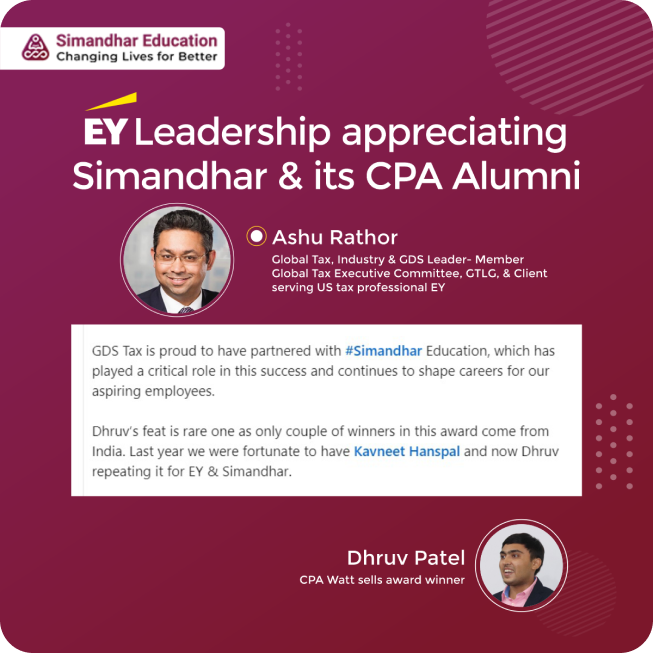 Simandhar Education
Changing Lives for Better
EY Leadership appreciating
Simandhar & its CPA Alumni
Ashu Rathor
Global Tax, Industry & GDS Leader- Member
Global Tax Executive Committee, GTLG, & Client
serving US tax professional EY
GDS Tax is proud to have partnered with #Simandhar Education, which has
played a critical role in this success and continues to shape careers for our
aspiring employees.
Dhruv's feat is rare one as only couple of winners in this award come from
India. Last year we were fortunate to have Kavneet Hanspal and now Dhruv
repeating it for EY & Simandhar.
Dhruv Patel
CPA Watt sells award winner